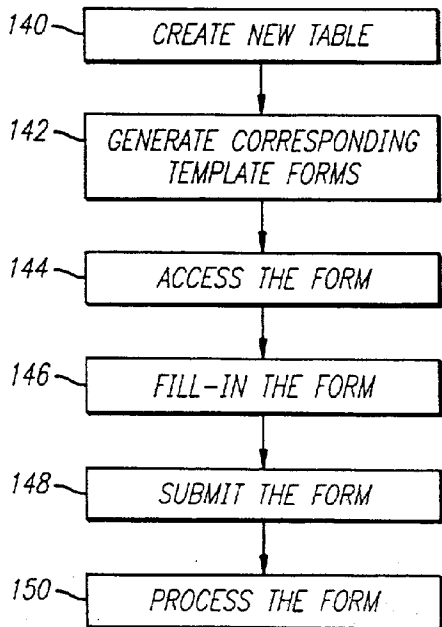 140
CREATE NEW TABLE
142
GENERATE CORRESPONDING
TEMPLATE FORMS
144
ACCESS THE FORM
146
FILL-IN THE FORM
148
SUBMIT THE FORM
150
PROCESS THE FORM